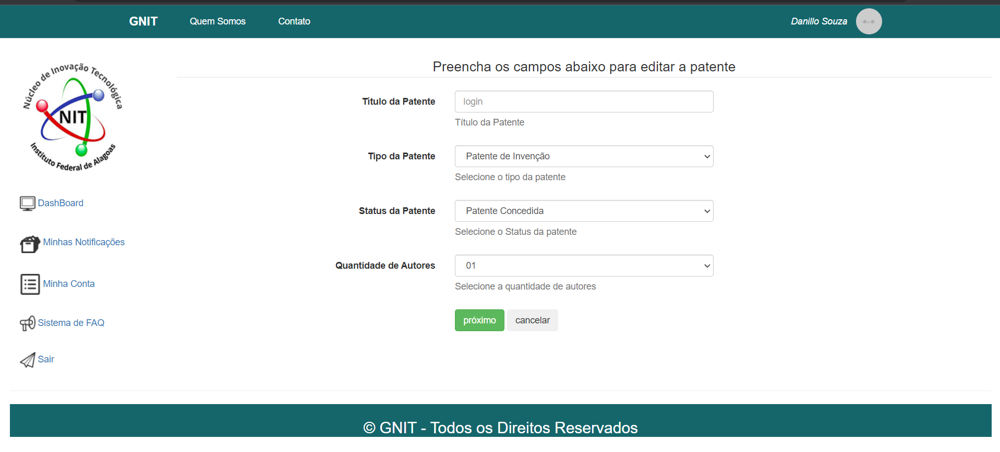 GNIT
Quem Somos
Contato
Danillo Souza
Núcleo de Inovação Tecnológica
NIT
Instituto Federal de Alagoas
DashBoard
Minhas Notificações
Minha Conta
Sistema de FAQ
Sair
Preencha os campos abaixo para editar a patente
Título da Patente
login
Título da Patente
Tipo da Patente
Patente de Invenção
Selecione o tipo da patente
Status da Patente
Patente Concedida
Selecione o Status da patente
Quantidade de Autores
01
Selecione a quantidade de autores
próximo
cancelar
© GNIT - Todos os Direitos Reservados